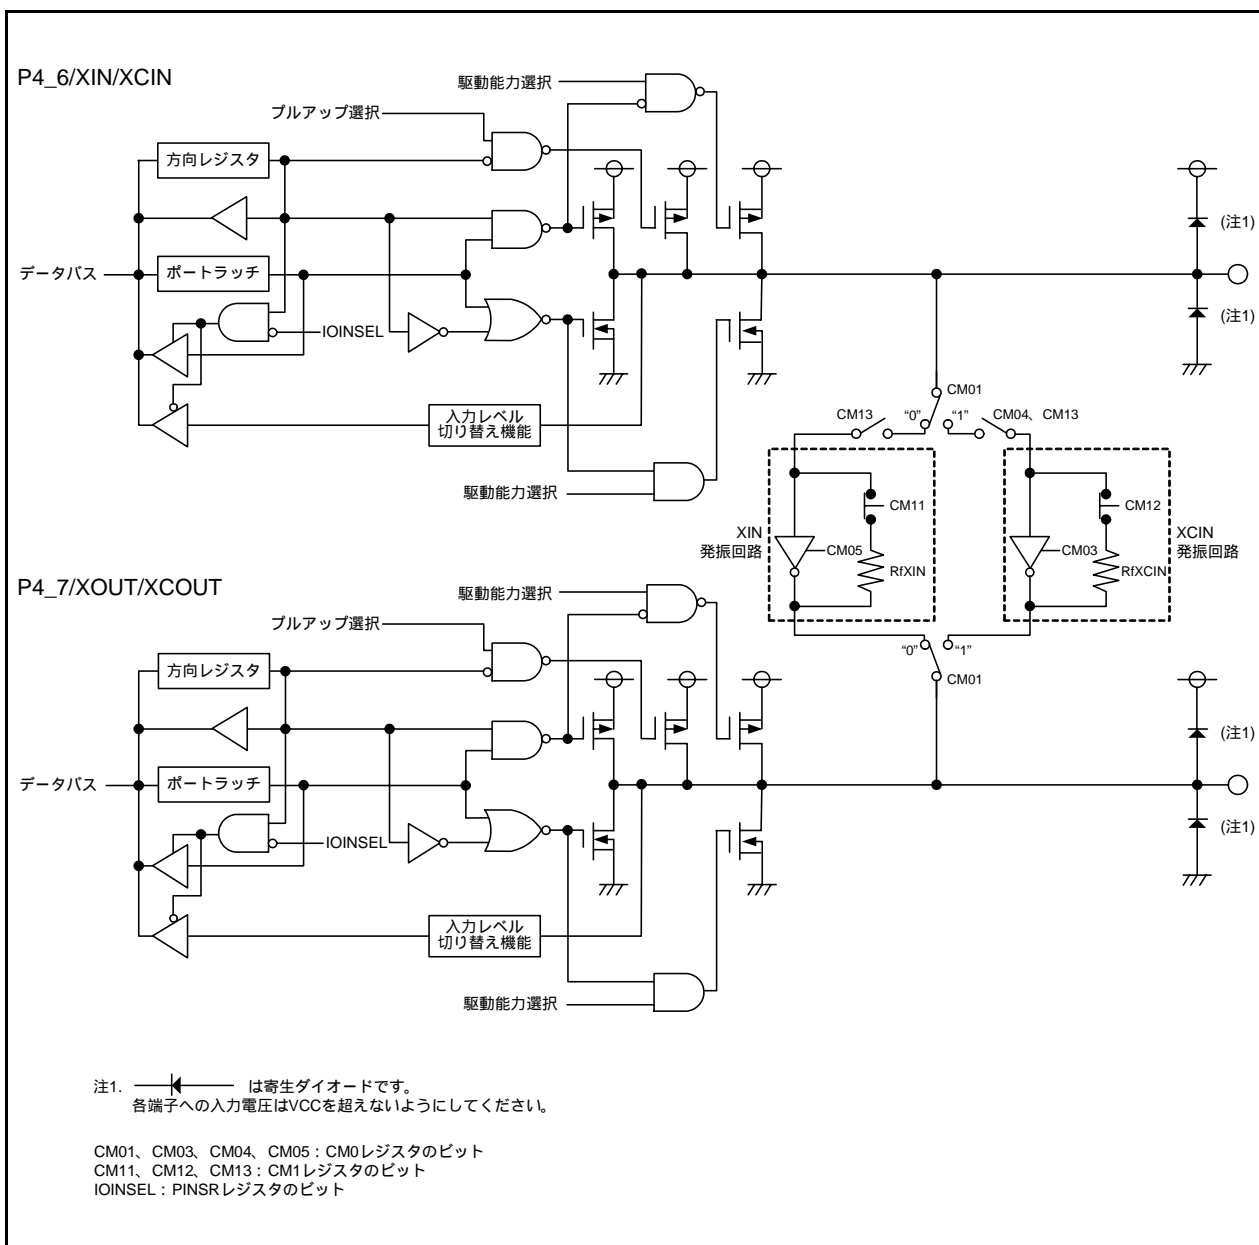 P4_6/XIN/XCIN
駆動能力選択
プルアップ選択
方向レジスタ
(注1)
データバス
ポートラッチ
IOINSEL
(注1)
入力レベル
切り替え機能
駆動能力選択
CM01
CM13
“0”
“1”
CM04、CM13
XIN
発振回路
CM11
CM05
RfXIN
CM12
CM03
RfXCIN
XCIN
発振回路
“0”
“1”
CM01
P4_7/XOUT/XCOUT
駆動能力選択
プルアップ選択
方向レジスタ
(注1)
データバス
ポートラッチ
IOINSEL
(注1)
入力レベル
切り替え機能
駆動能力選択
注1. は寄生ダイオードです。
各端子への入力電圧はVCCを超えないようにしてください。
CM01、CM03、CM04、CM05：CM0レジスタのビット
CM11、CM12、CM13：CM1レジスタのビット
IOINSEL：PINSRレジスタのビット